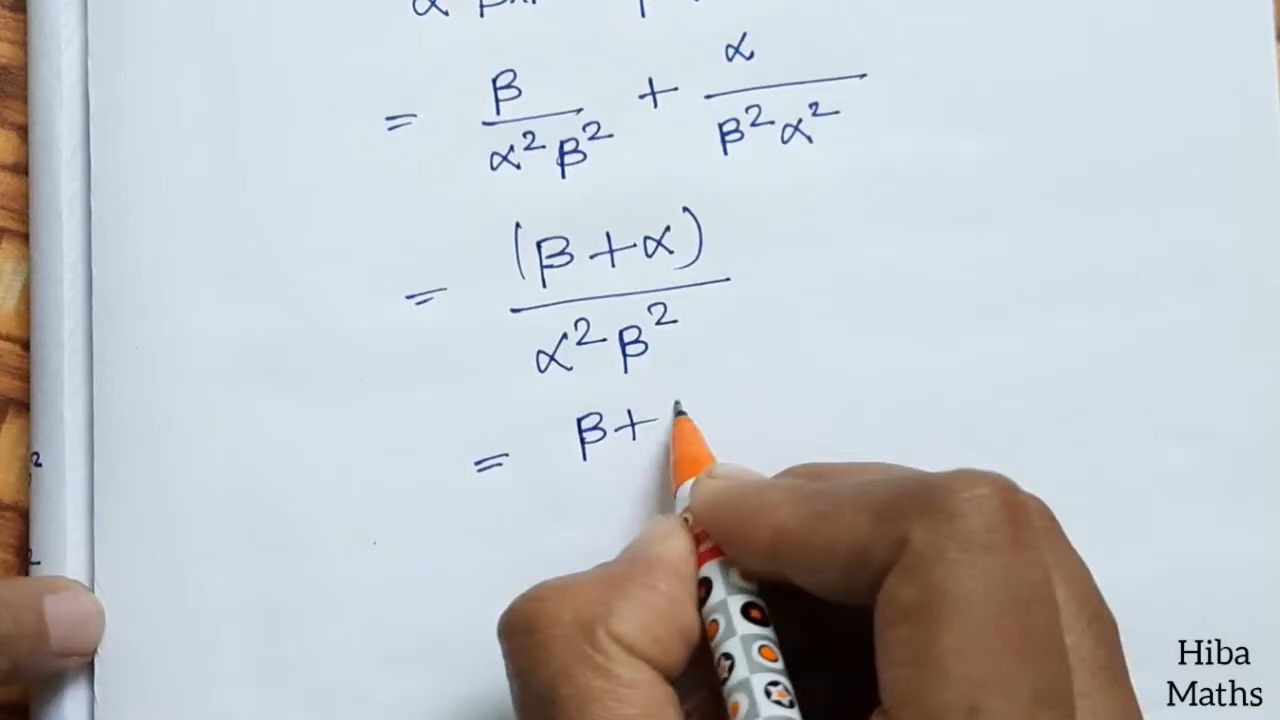 = β/α²β² + α/β²α²
= (β+α)/α²β²
= β+
Hiba
Maths